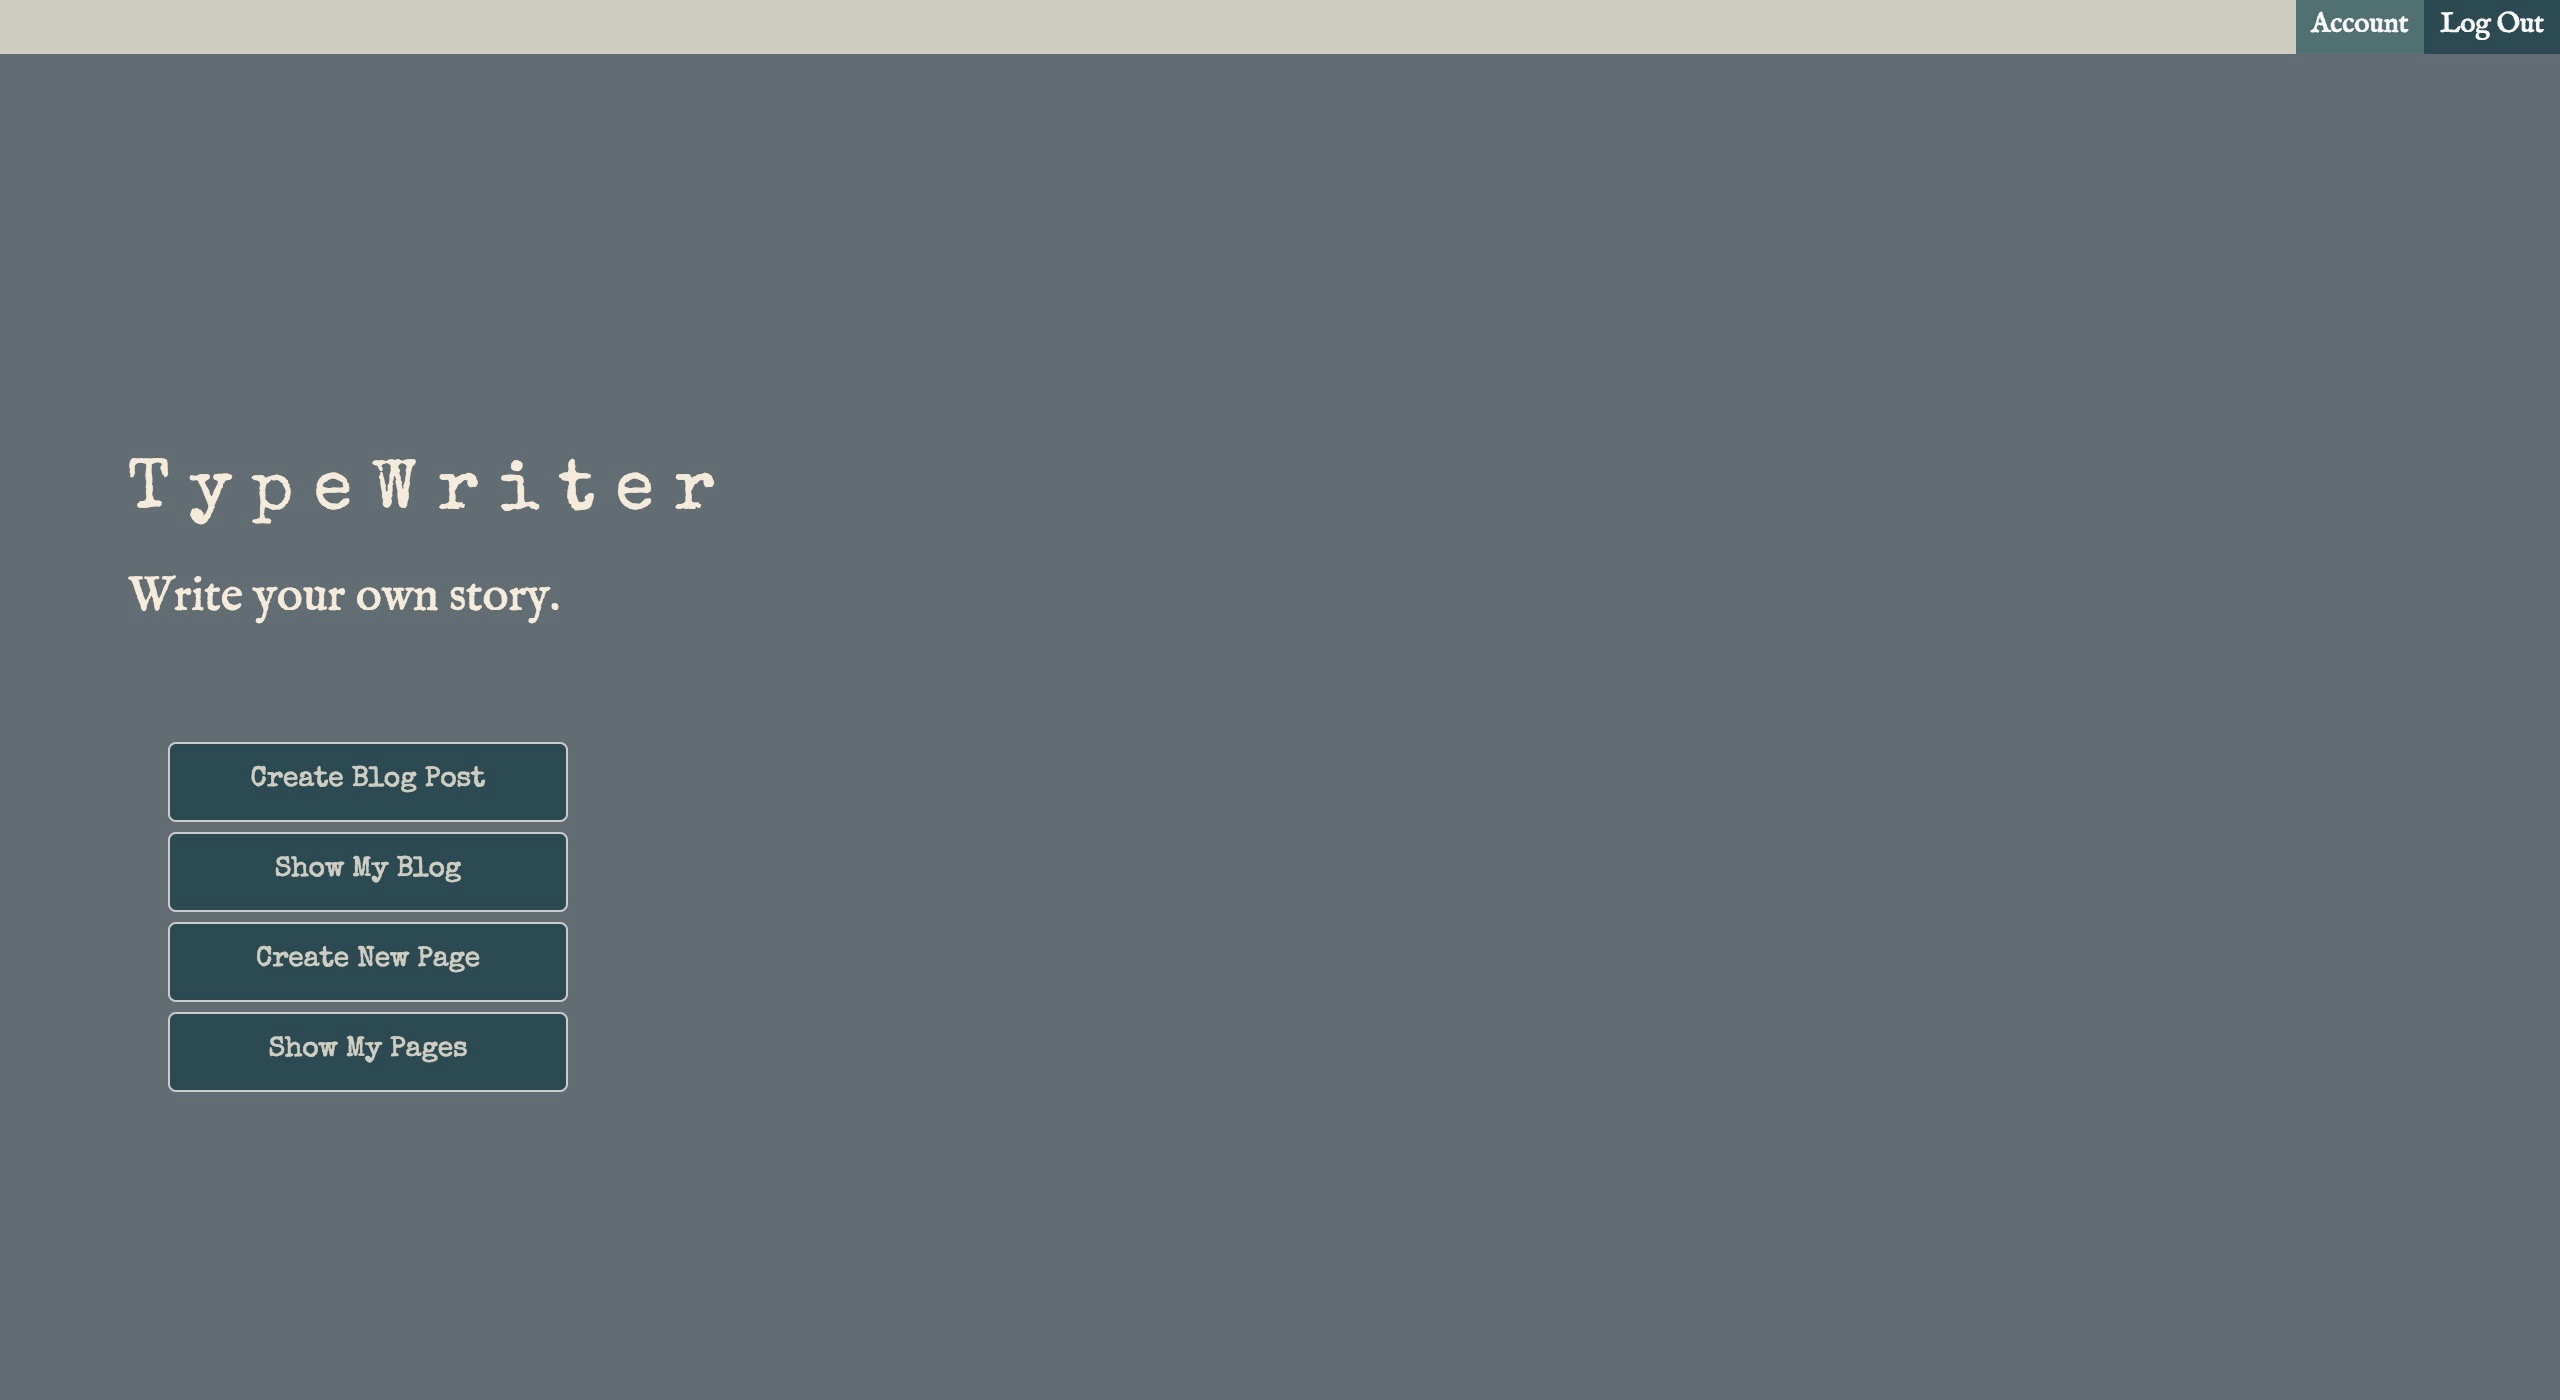 Account Log Out
TypeWriter
Write your own story.
Create Blog Post
Show My Blog
Create New Page
Show My Pages